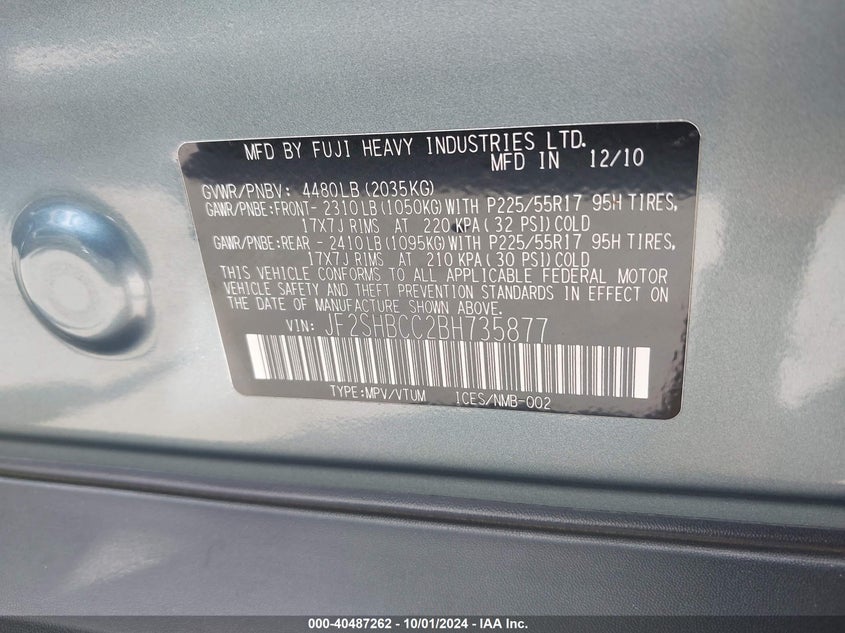 MFD BY FUJI HEAVY INDUSTRIES LTD.
MFD IN 12/10
GVWR/PNBV: 4480LB (2035KG)
GAWR/PNBE:FRONT- 2310LB (1050KG) WITH P225/55R17 95H TIRES,
17X7J RIMS AT 220 KPA (32 PSI) COLD
GAWR/PNBE:REAR - 2410LB (1095KG) WITH P225/55R17 95H TIRES,
17X7J RIMS AT 210 KPA (30 PSI) COLD
THIS VEHICLE CONFORMS TO ALL APPLICABLE FEDERAL MOTOR
VEHICLE SAFETY AND THEFT PREVENTION STANDARDS IN EFFECT ON
THE DATE OF MANUFACTURE SHOWN ABOVE.
VIN: JF2SHBCC2BH735877
TYPE:MPV/VTUM ICES/NMB-002
000-40487262 - 10/01/2024 - IAA Inc.